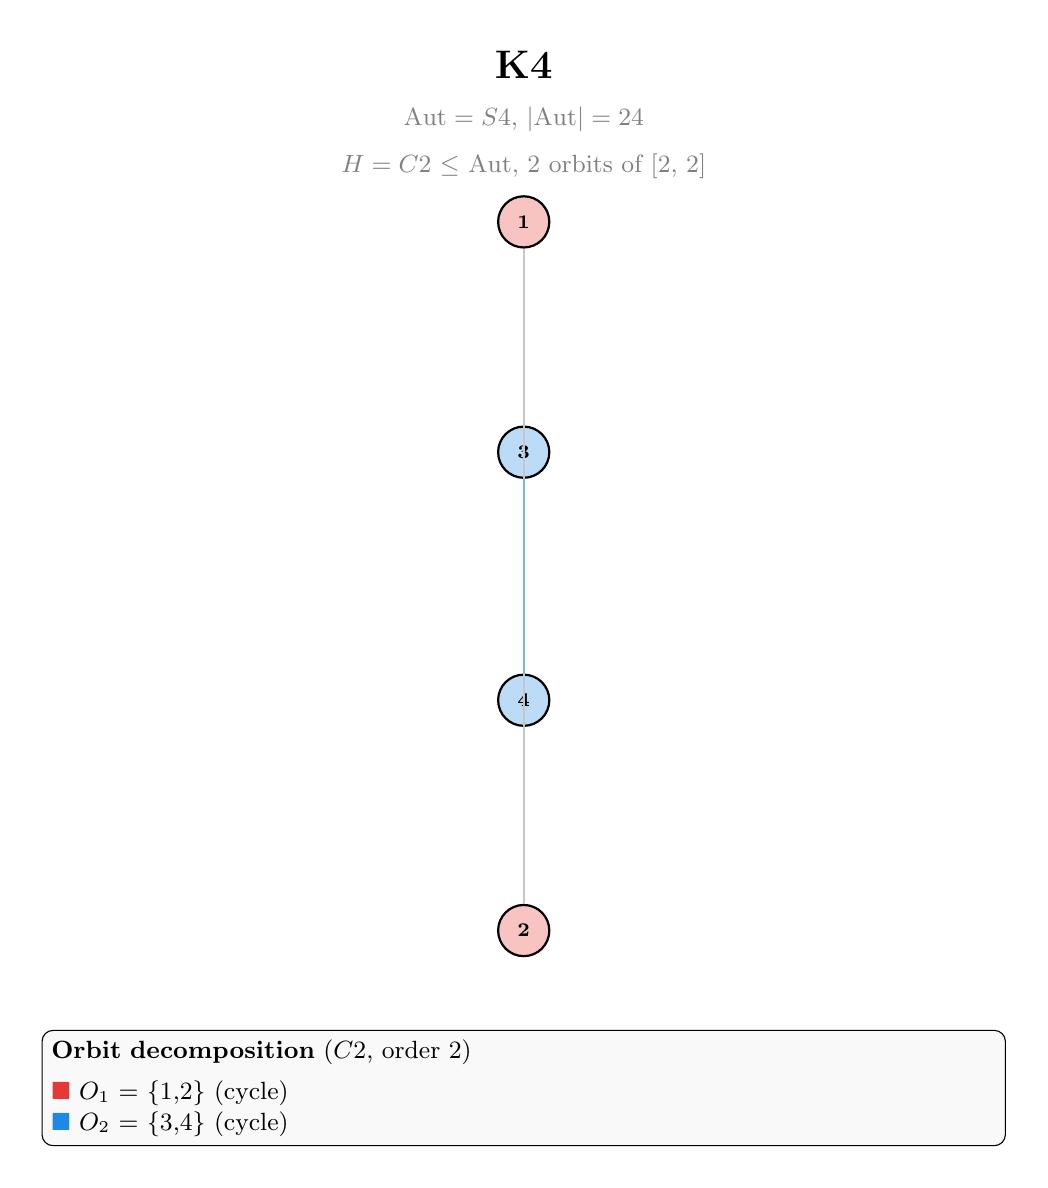 K4
Aut = S4, |Aut| = 24
H = C2 ≤ Aut, 2 orbits of [2, 2]
1
3
4
2
Orbit decomposition (C2, order 2)
O₁ = {1,2} (cycle)
O₂ = {3,4} (cycle)